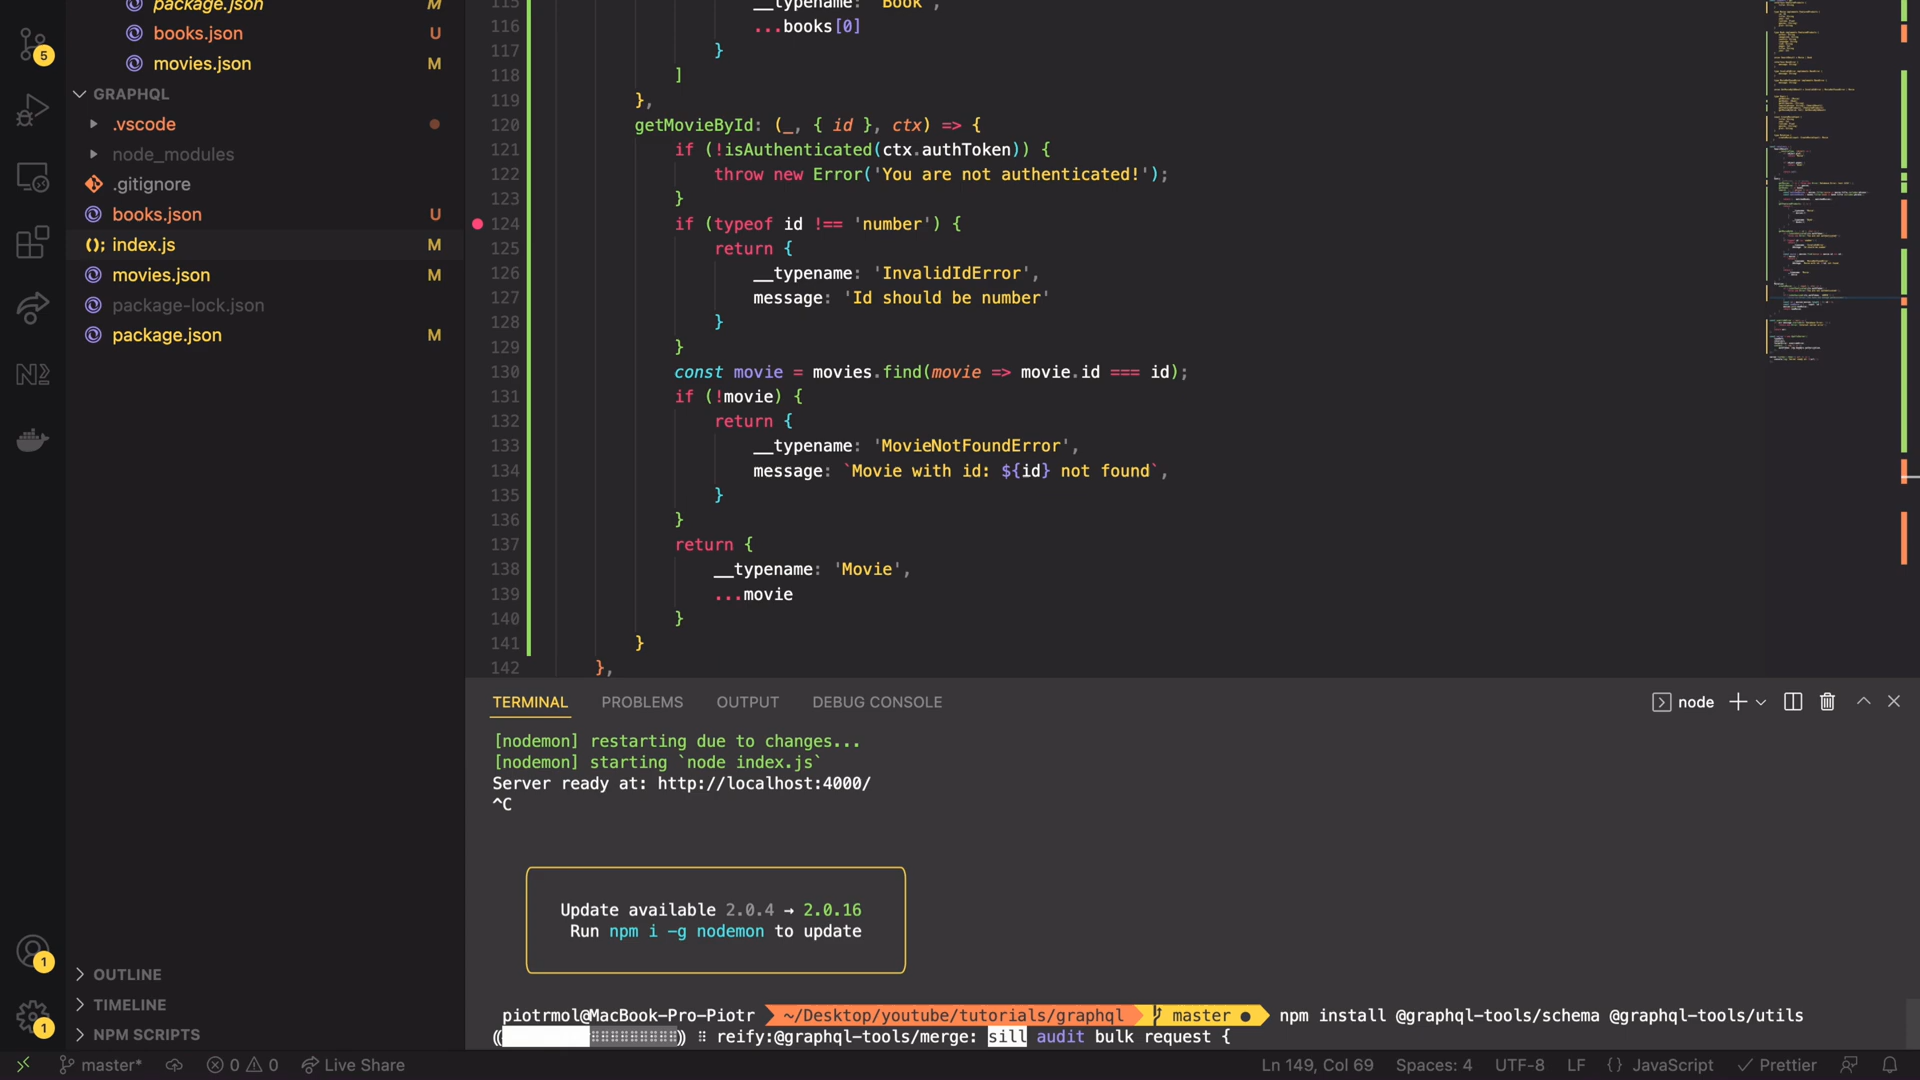 package.json M
books.json U
movies.json M
GRAPHQL
.vscode
node_modules
.gitignore
books.json U
index.js M
movies.json M
package-lock.json
package.json M
OUTLINE
TIMELINE
NPM SCRIPTS
5
1
1
115 __typename: 'Book',
116 ...books[0]
117 }
118 ]
119 },
120 getMovieById: (_, { id }, ctx) => {
121 if (!isAuthenticated(ctx.authToken)) {
122 throw new Error('You are not authenticated!');
123 }
124 if (typeof id !== 'number') {
125 return {
126 __typename: 'InvalidIdError',
127 message: 'Id should be number'
128 }
129 }
130 const movie = movies.find(movie => movie.id === id);
131 if (!movie) {
132 return {
133 __typename: 'MovieNotFoundError',
134 message: `Movie with id: ${id} not found`,
135 }
136 }
137 return {
138 __typename: 'Movie',
139 ...movie
140 }
141 }
142 },
TERMINAL PROBLEMS OUTPUT DEBUG CONSOLE node
[nodemon] restarting due to changes...
[nodemon] starting `node index.js`
Server ready at: http://localhost:4000/
^C
Update available 2.0.4 → 2.0.16
Run npm i -g nodemon to update
piotrmol@MacBook-Pro-Piotr ~/Desktop/youtube/tutorials/graphql master ● npm install @graphql-tools/schema @graphql-tools/utils
reify:@graphql-tools/merge: sill audit bulk request {
master* 0 0 Live Share Ln 149, Col 69 Spaces: 4 UTF-8 LF {} JavaScript Prettier